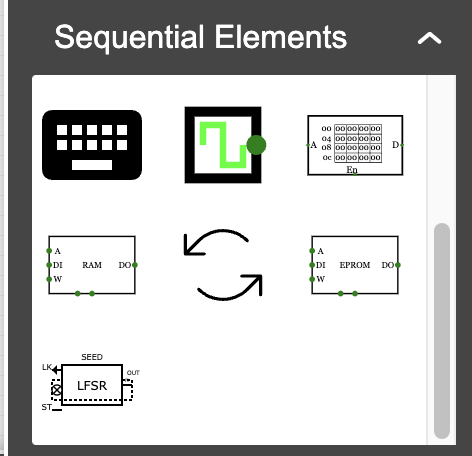 Sequential Elements
00 00 00 00 00
04 00 00 00 00
A 08 00 00 00 00 D
0c 00 00 00 00
En
A
DI RAM DO
W
A
DI EPROM DO
W
SEED
LK OUT
LFSR
ST